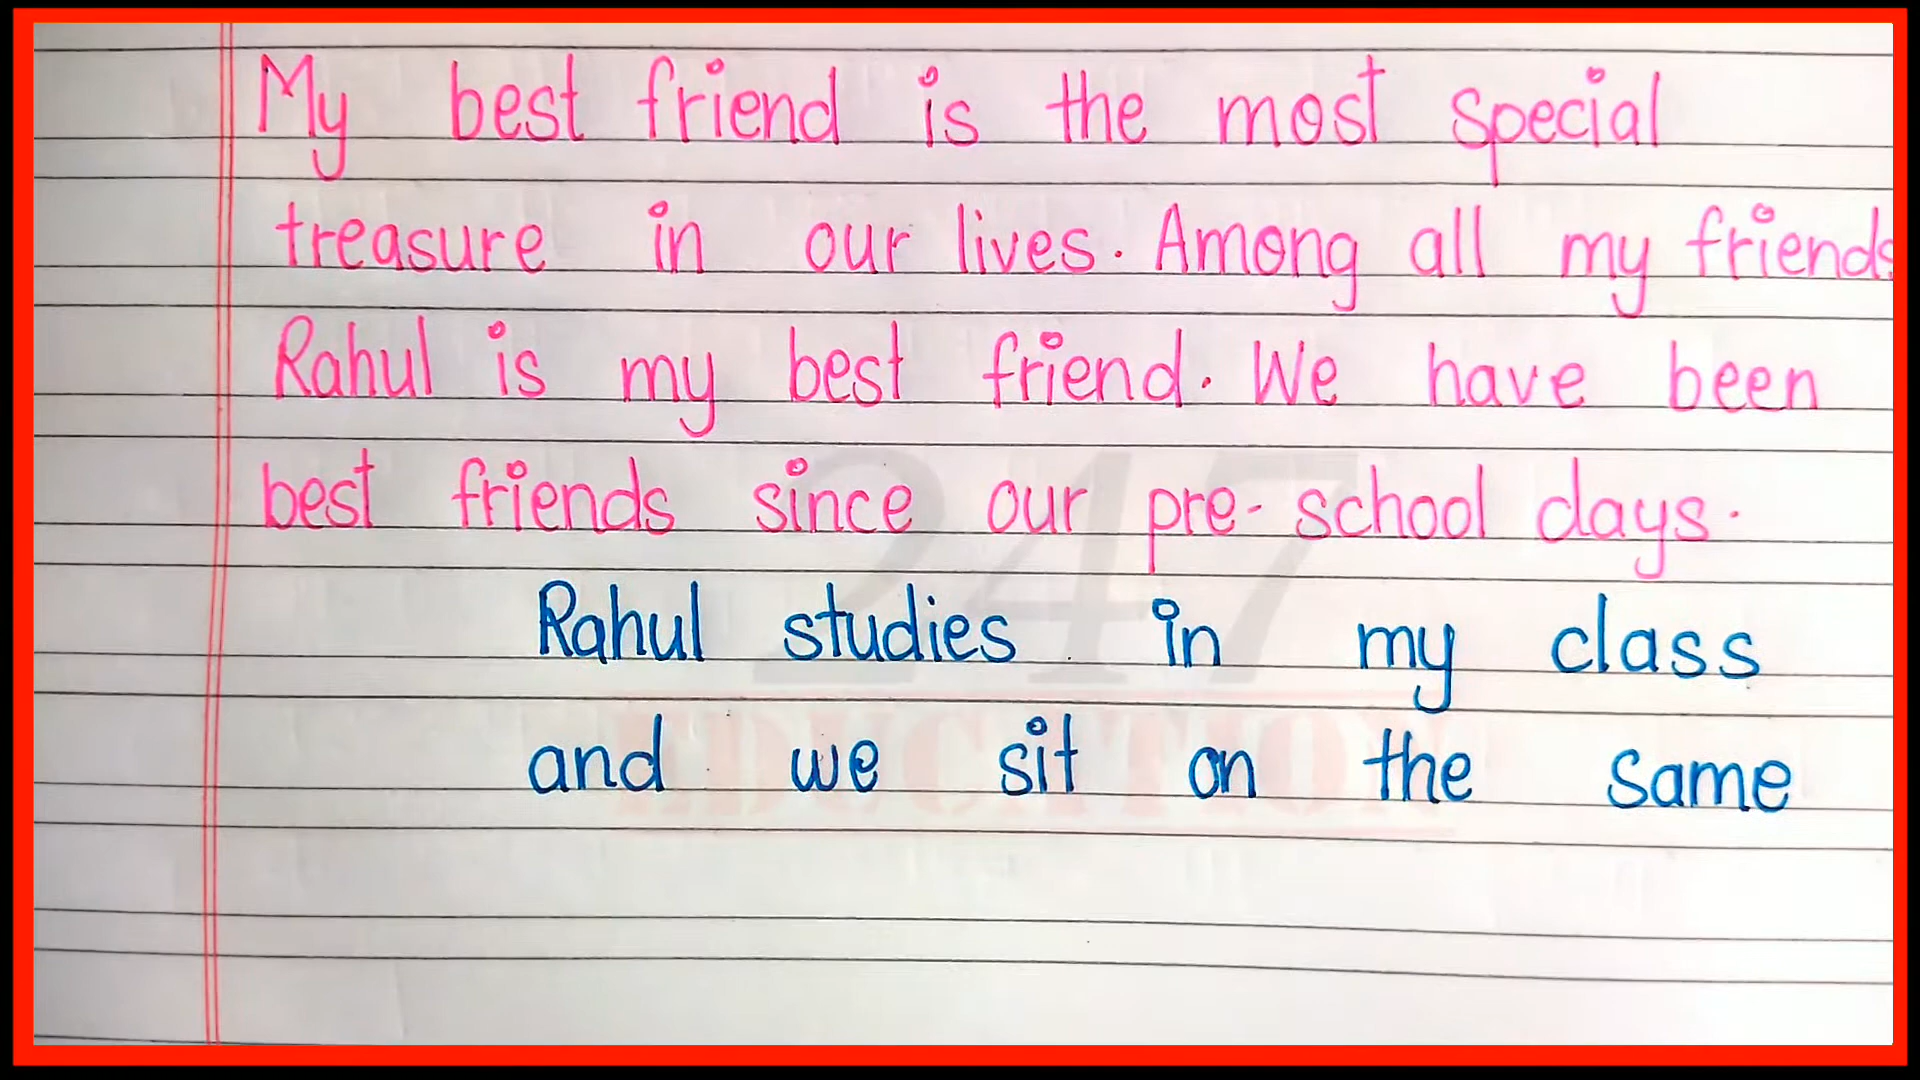 My best friend is the most special
treasure in our lives. Among all my friends
Rahul is my best friend. We have been
best friends since our pre-school days.
Rahul studies in my class
and we sit on the same
247
EDUCATION